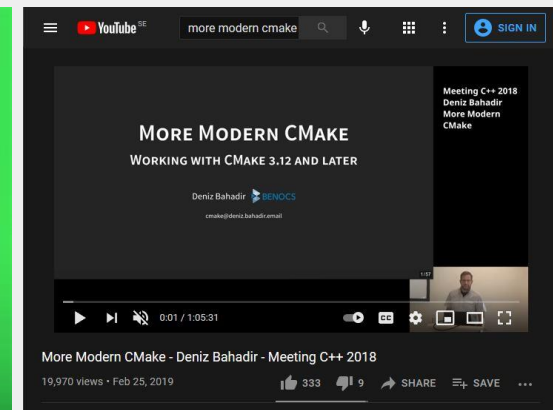 YouTube SE
more modern cmake
SIGN IN
MORE MODERN CMAKE
WORKING WITH CMAKE 3.12 AND LATER
Deniz Bahadir BENOCS
cmake@deniz.bahadir.email
Meeting C++ 2018
Deniz Bahadir
More Modern
CMake
1/57
0:01 / 1:05:31
CC
More Modern CMake - Deniz Bahadir - Meeting C++ 2018
19,970 views • Feb 25, 2019
333 9 SHARE SAVE